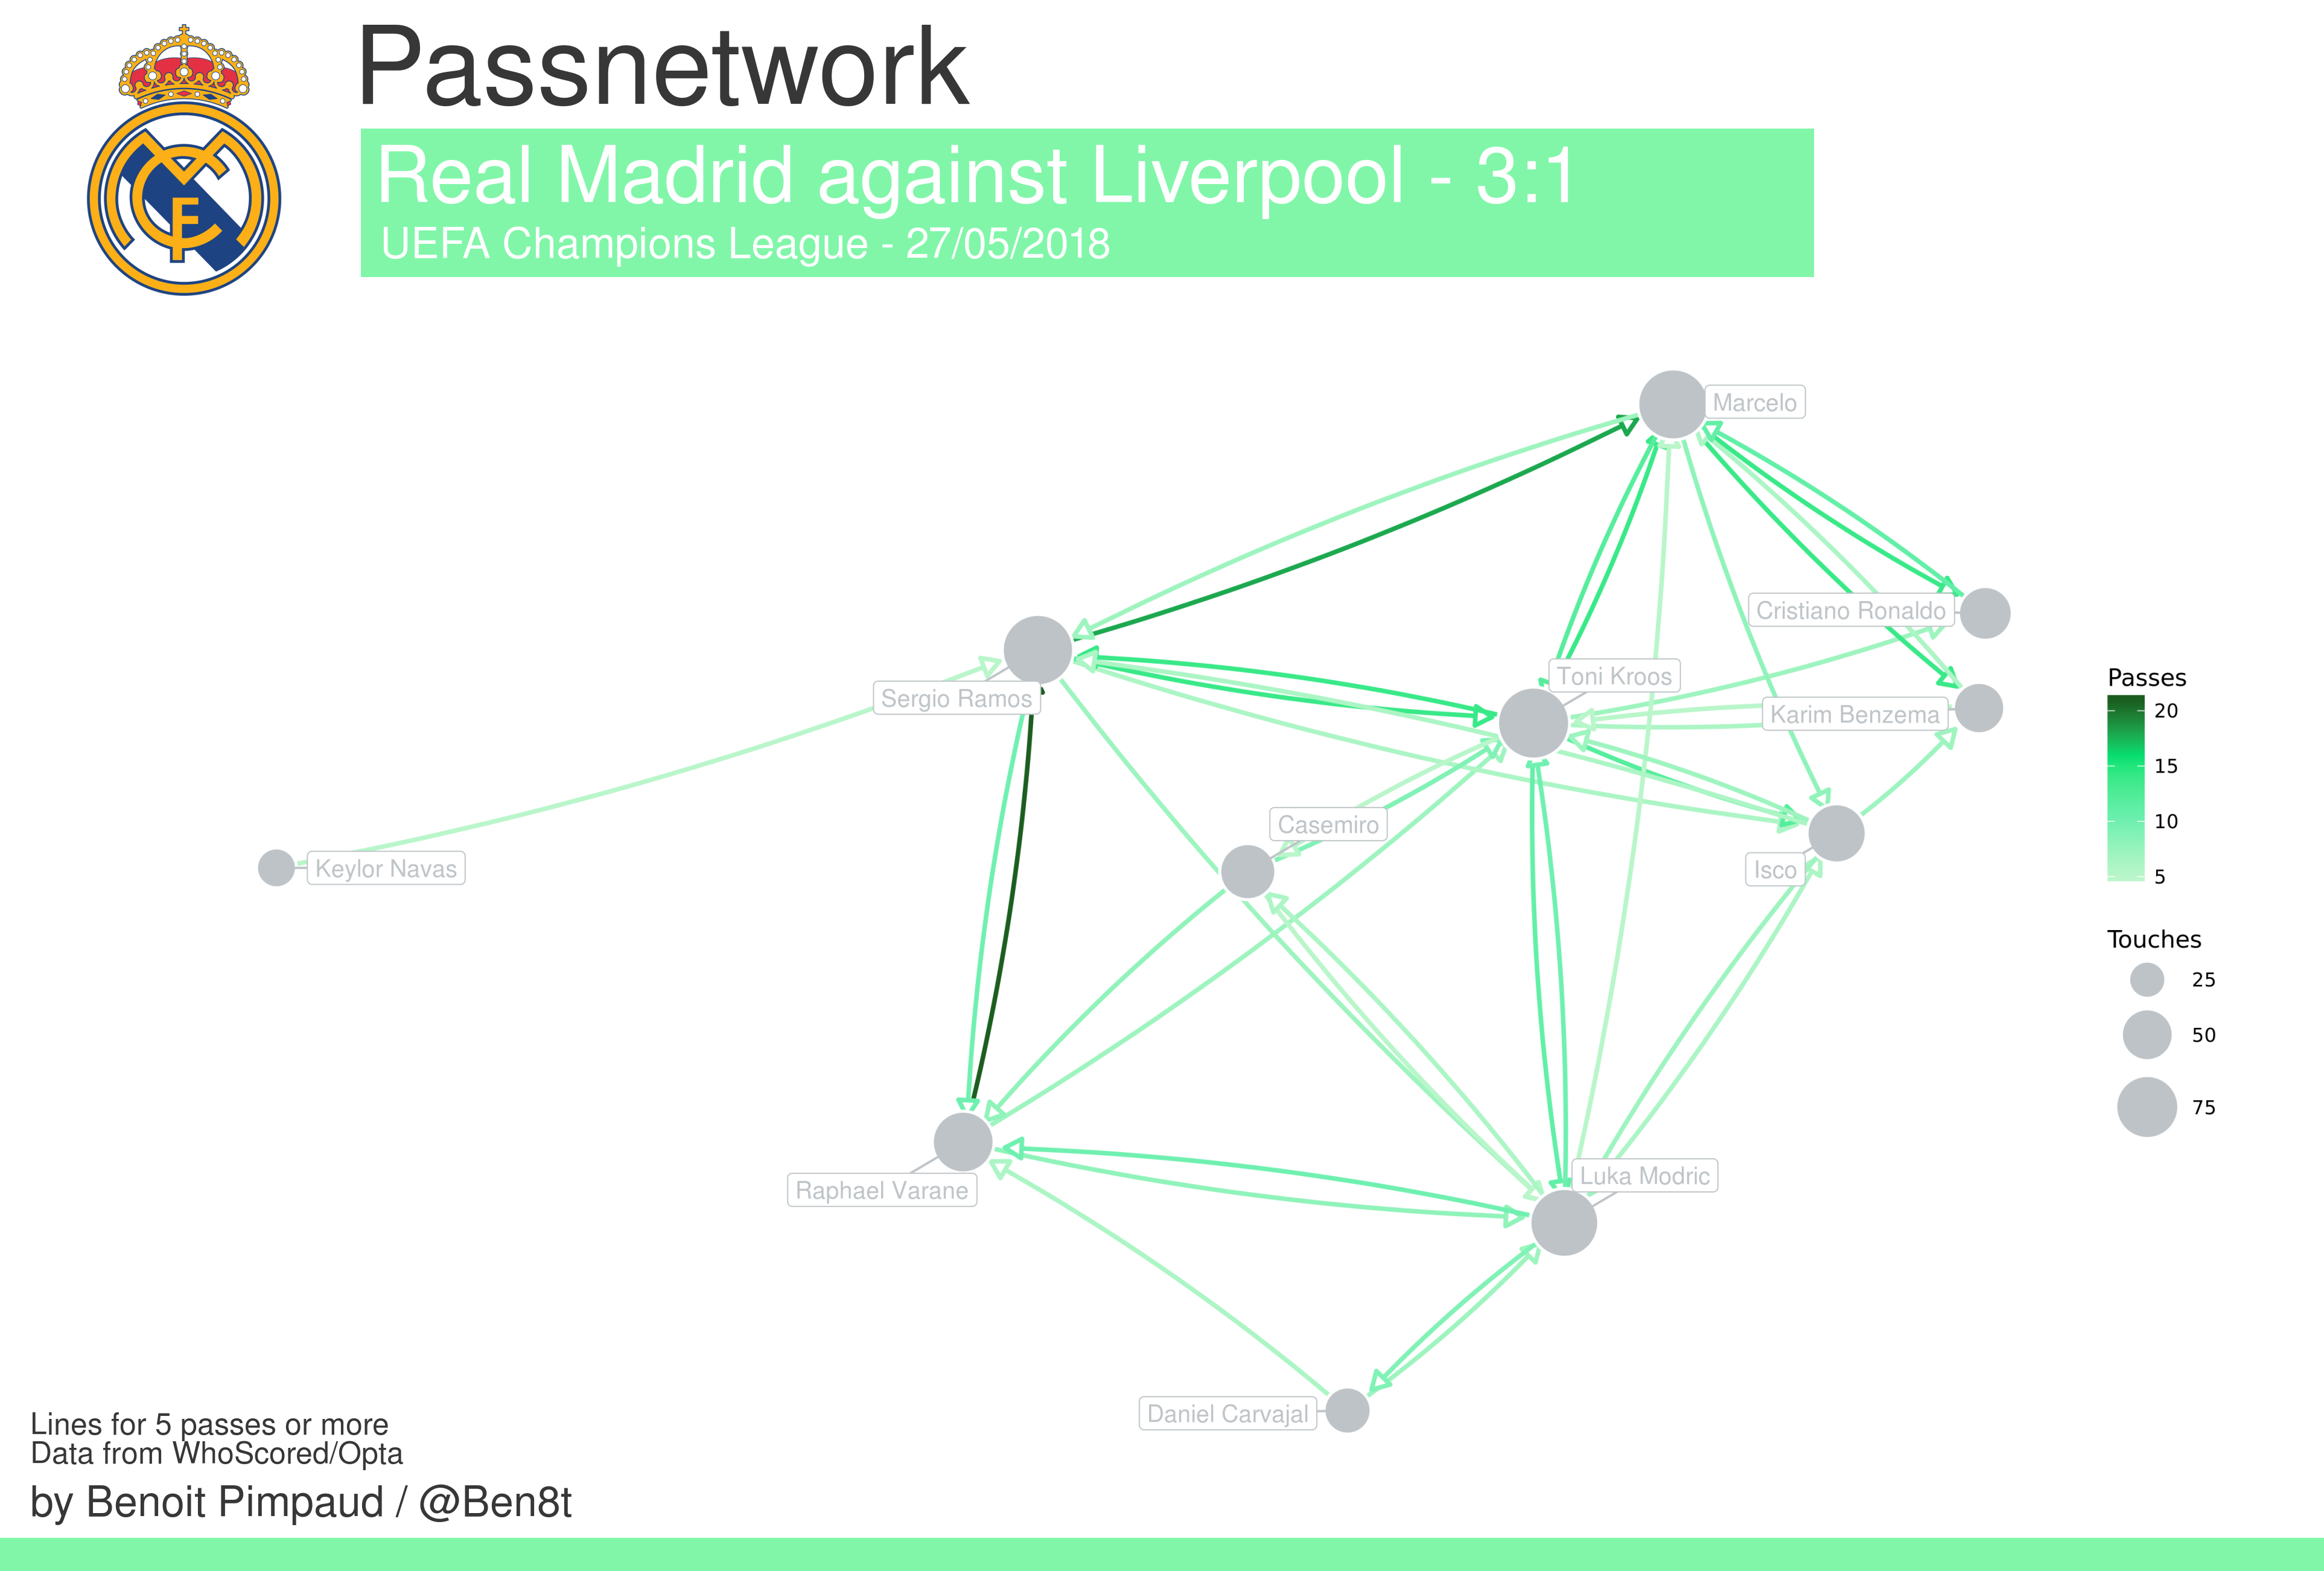 Passnetwork
Real Madrid against Liverpool - 3:1
UEFA Champions League - 27/05/2018
Marcelo
Cristiano Ronaldo
Toni Kroos
Sergio Ramos
Karim Benzema
Casemiro
Keylor Navas
Isco
Luka Modric
Raphael Varane
Daniel Carvajal
Passes
20
15
10
5
Touches
25
50
75
Lines for 5 passes or more
Data from WhoScored/Opta
by Benoit Pimpaud / @Ben8t